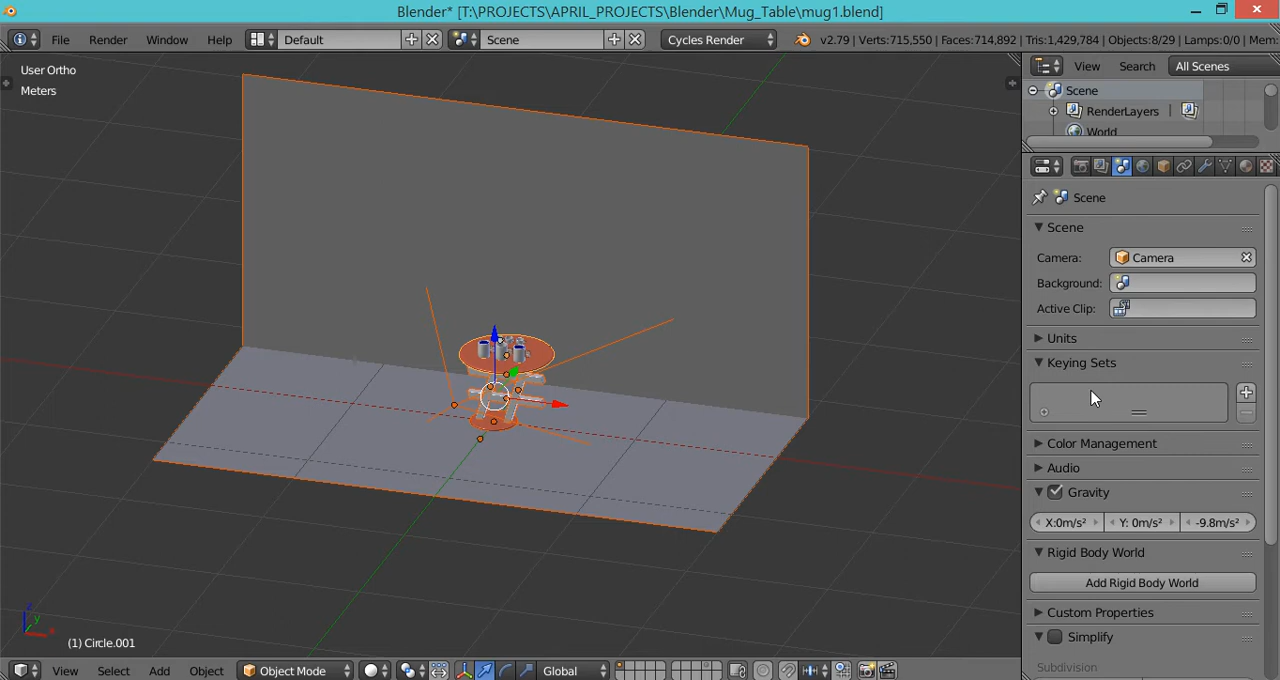 Blender* [T:\PROJECTS\APRIL_PROJECTS\Blender\Mug_Table\mug1.blend]
File Render Window Help Default Scene Cycles Render v2.79 | Verts:715,550 | Faces:714,892 | Tris:1,429,784 | Objects:8/29 | Lamps:0/0 | Mem:
User Ortho
Meters
View Search All Scenes
Scene
RenderLayers
World
Scene
Scene
Camera: Camera
Background:
Active Clip:
Units
Keying Sets
Color Management
Audio
Gravity
X:0m/s² Y: 0m/s² -9.8m/s²
Rigid Body World
Add Rigid Body World
Custom Properties
Simplify
Subdivision
(1) Circle.001
View Select Add Object Object Mode Global